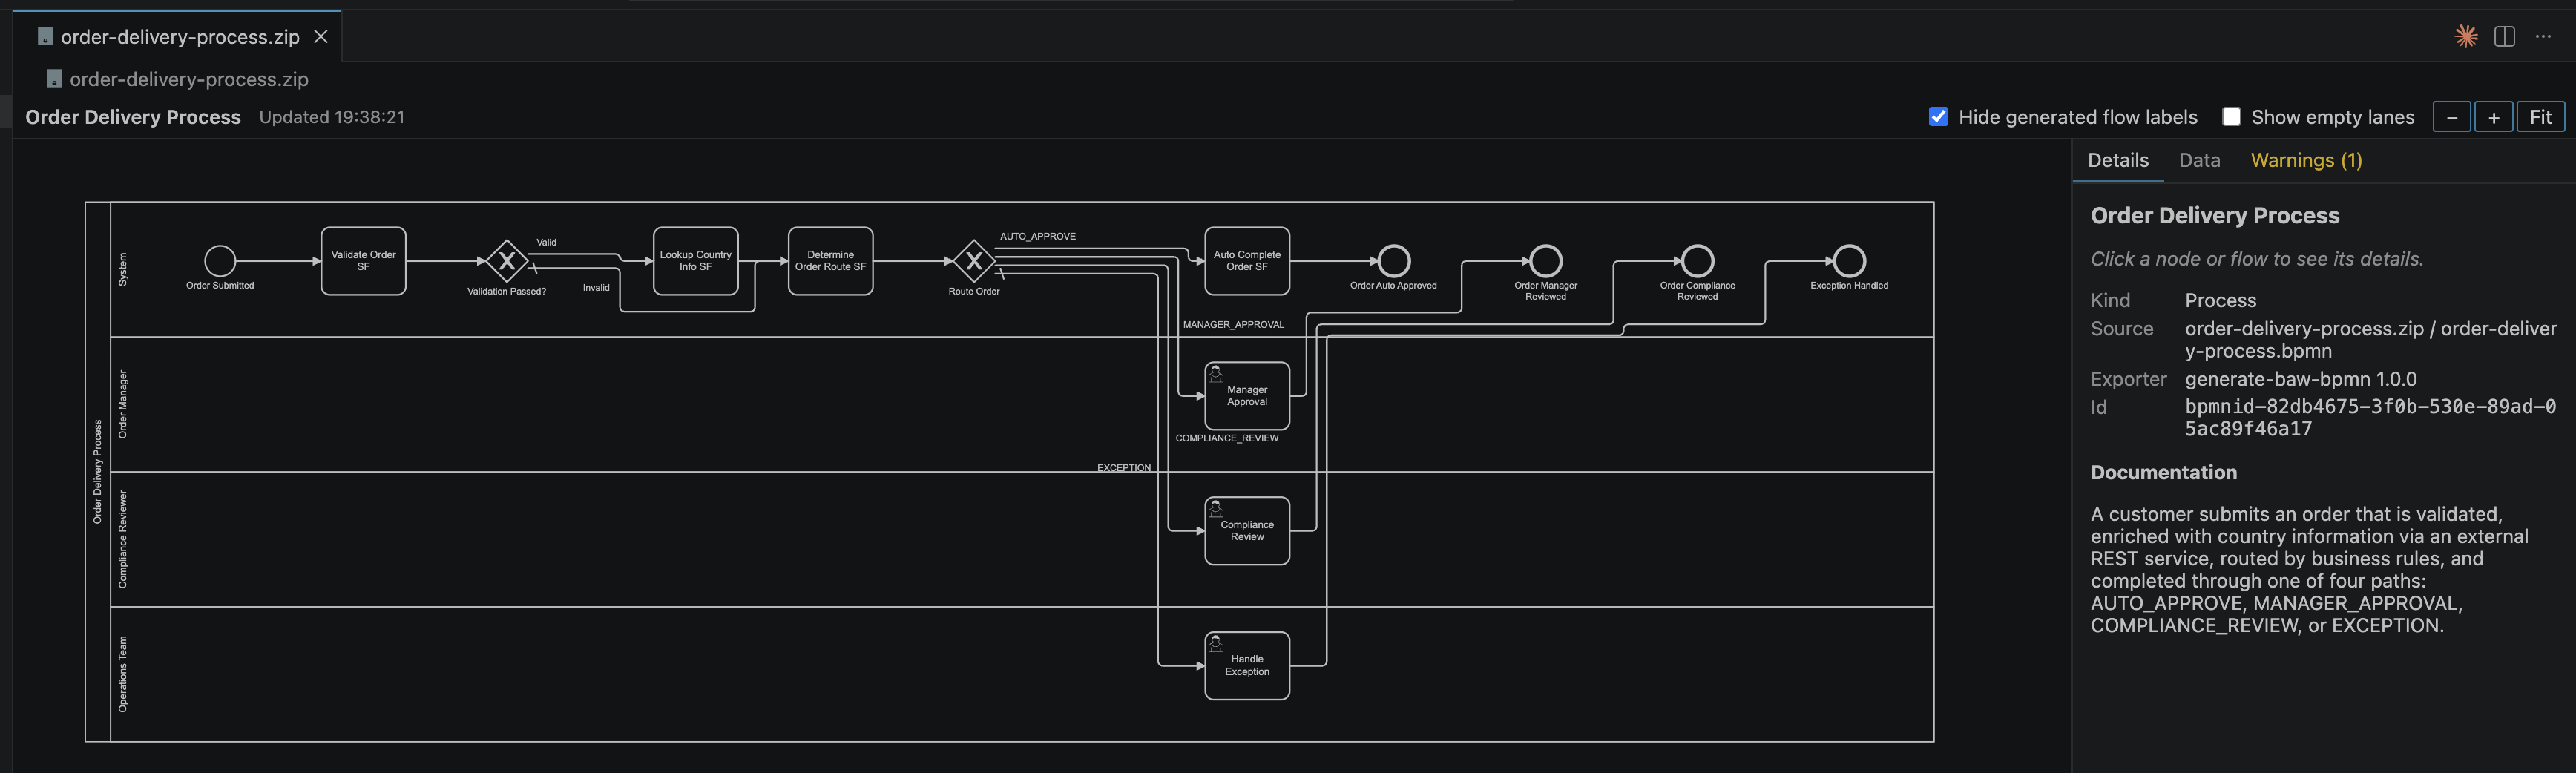 order-delivery-process.zip
order-delivery-process.zip
Order Delivery Process Updated 19:38:21
Hide generated flow labels
Show empty lanes
− + Fit
Order Delivery Process
System
Order Submitted
Validate Order
SF
Validation Passed?
Valid
Invalid
Lookup Country
Info SF
Determine
Order Route SF
Route Order
AUTO_APPROVE
MANAGER_APPROVAL
COMPLIANCE_REVIEW
EXCEPTION
Auto Complete
Order SF
Order Auto Approved
Order Manager
Reviewed
Order Compliance
Reviewed
Exception Handled
Order Manager
Manager
Approval
Compliance Reviewer
Compliance
Review
Operations Team
Handle
Exception
Details Data Warnings (1)
Order Delivery Process
Click a node or flow to see its details.
Kind Process
Source order-delivery-process.zip / order-deliver
y-process.bpmn
Exporter generate-baw-bpmn 1.0.0
Id bpmnid-82db4675-3f0b-530e-89ad-0
5ac89f46a17
Documentation
A customer submits an order that is validated,
enriched with country information via an external
REST service, routed by business rules, and
completed through one of four paths:
AUTO_APPROVE, MANAGER_APPROVAL,
COMPLIANCE_REVIEW, or EXCEPTION.